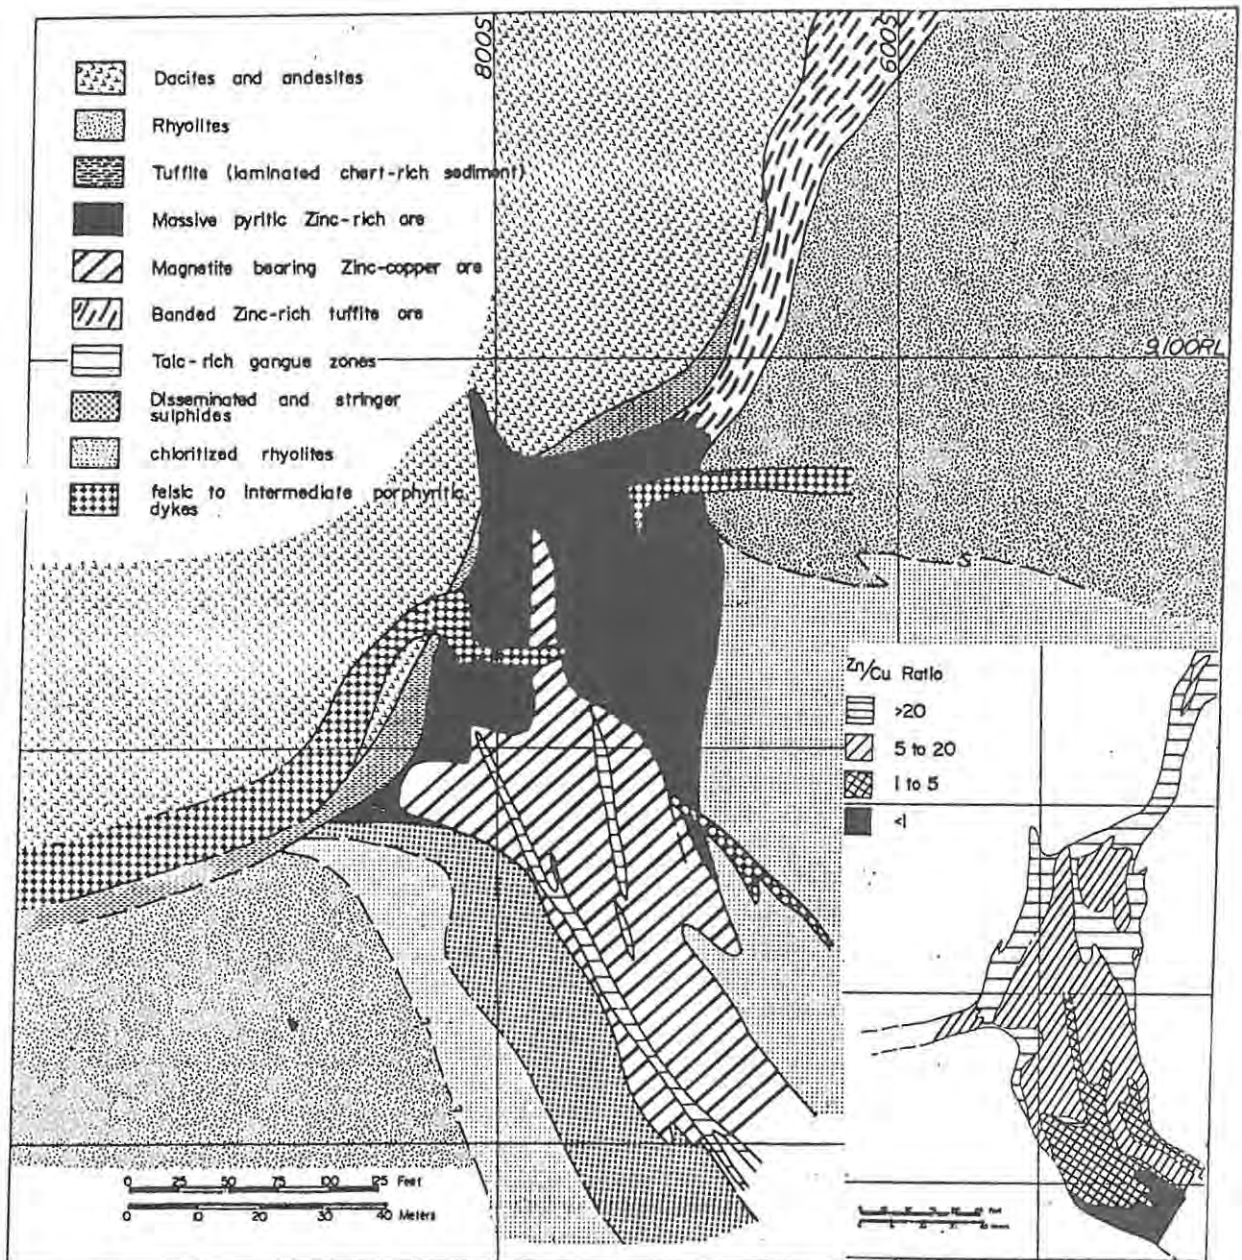 800S
600S
Dacites and andesites
Rhyolites
Tuffite (laminated chert-rich sediment)
Massive pyritic Zinc-rich ore
Magnetite bearing Zinc-copper ore
Banded Zinc-rich tuffite ore
Talc-rich gangue zones
Disseminated and stringer
sulphides
chloritized rhyolites
felsic to intermediate porphyritic
dykes
9,100RL
S
Zn/Cu Ratio
>20
5 to 20
1 to 5
<1
0 25 50 75 100 125 Feet
0 10 20 30 40 Meters